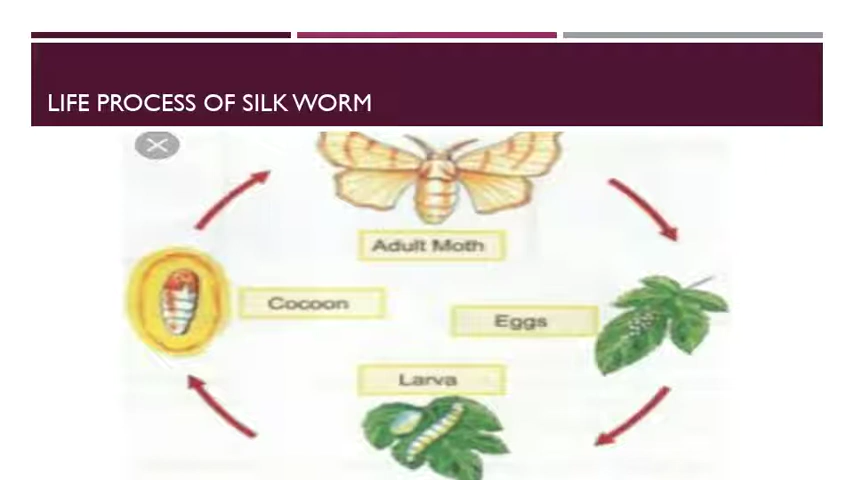 LIFE PROCESS OF SILK WORM
Adult Moth
Cocoon
Eggs
Larva